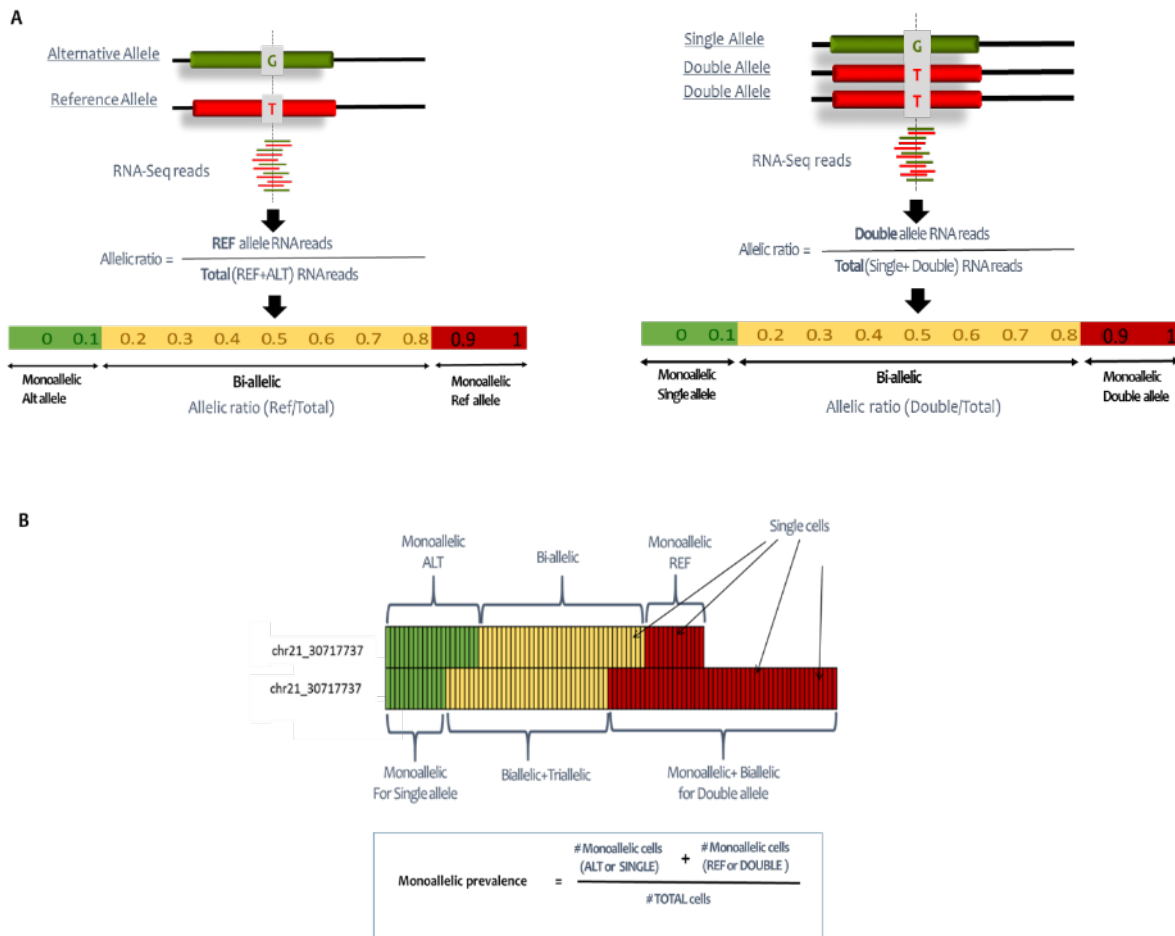 A
Alternative Allele
G
Reference Allele
T
RNA-Seq reads
REF allele RNA reads
Allelic ratio =
Total (REF+ALT) RNA reads
0 0.1 0.2 0.3 0.4 0.5 0.6 0.7 0.8 0.9 1
Monoallelic
Alt allele
Bi-allelic
Allelic ratio (Ref/Total)
Monoallelic
Ref allele
Single Allele
G
Double Allele
T
Double Allele
T
RNA-Seq reads
Double allele RNA reads
Allelic ratio =
Total (Single+ Double) RNA reads
0 0.1 0.2 0.3 0.4 0.5 0.6 0.7 0.8 0.9 1
Monoallelic
Single allele
Bi-allelic
Allelic ratio (Double/Total)
Monoallelic
Double allele
B
Monoallelic
ALT
Bi-allelic
Monoallelic
REF
Single cells
chr21_30717737
chr21_30717737
Monoallelic
For Single allele
Biallelic+Triallelic
Monoallelic+ Biallelic
for Double allele
Monoallelic prevalence =
# Monoallelic cells
(ALT or SINGLE)
+
# Monoallelic cells
(REF or DOUBLE )
# TOTAL cells